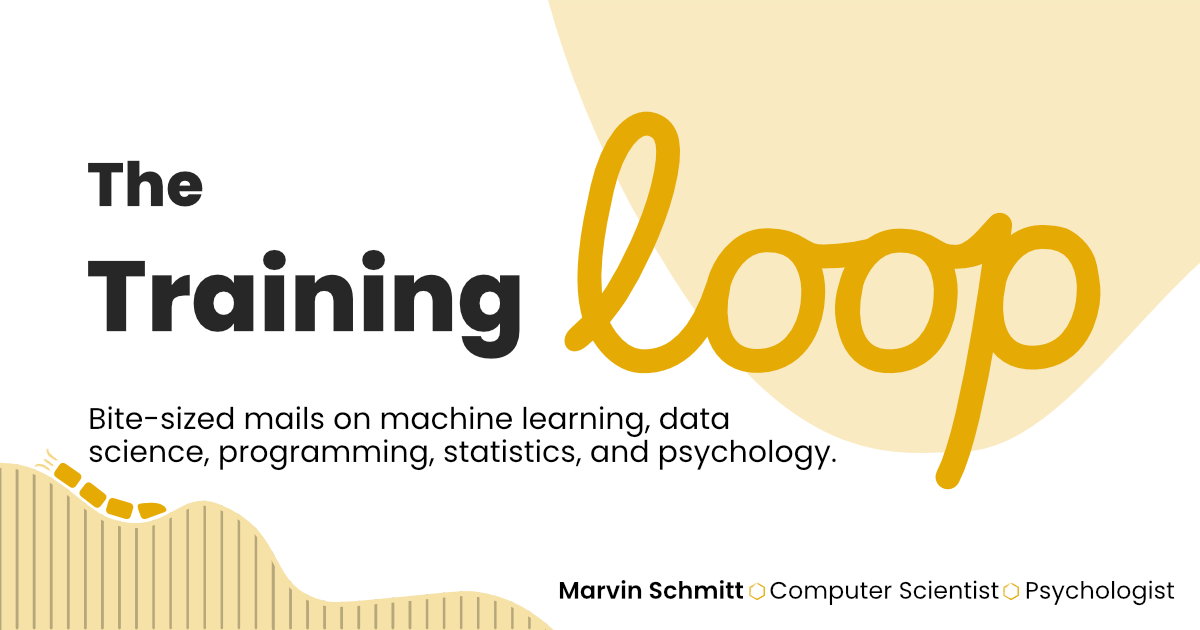 The
Training loop
Bite-sized mails on machine learning, data
science, programming, statistics, and psychology.
Marvin Schmitt Computer Scientist Psychologist